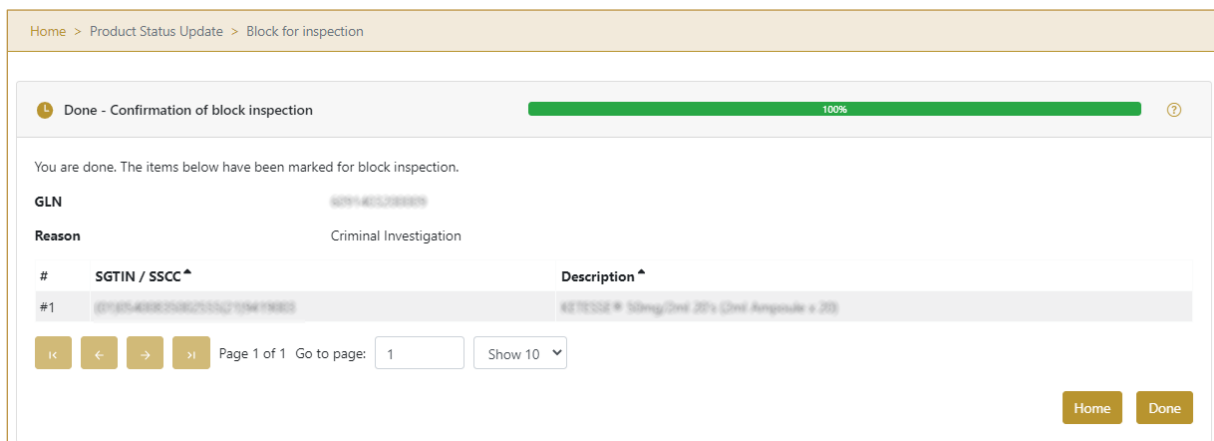 Home > Product Status Update > Block for inspection
Done - Confirmation of block inspection 100%
You are done. The items below have been marked for block inspection.
GLN
Reason Criminal Investigation
# SGTIN / SSCC Description
#1
Page 1 of 1 Go to page: 1 Show 10
Home Done